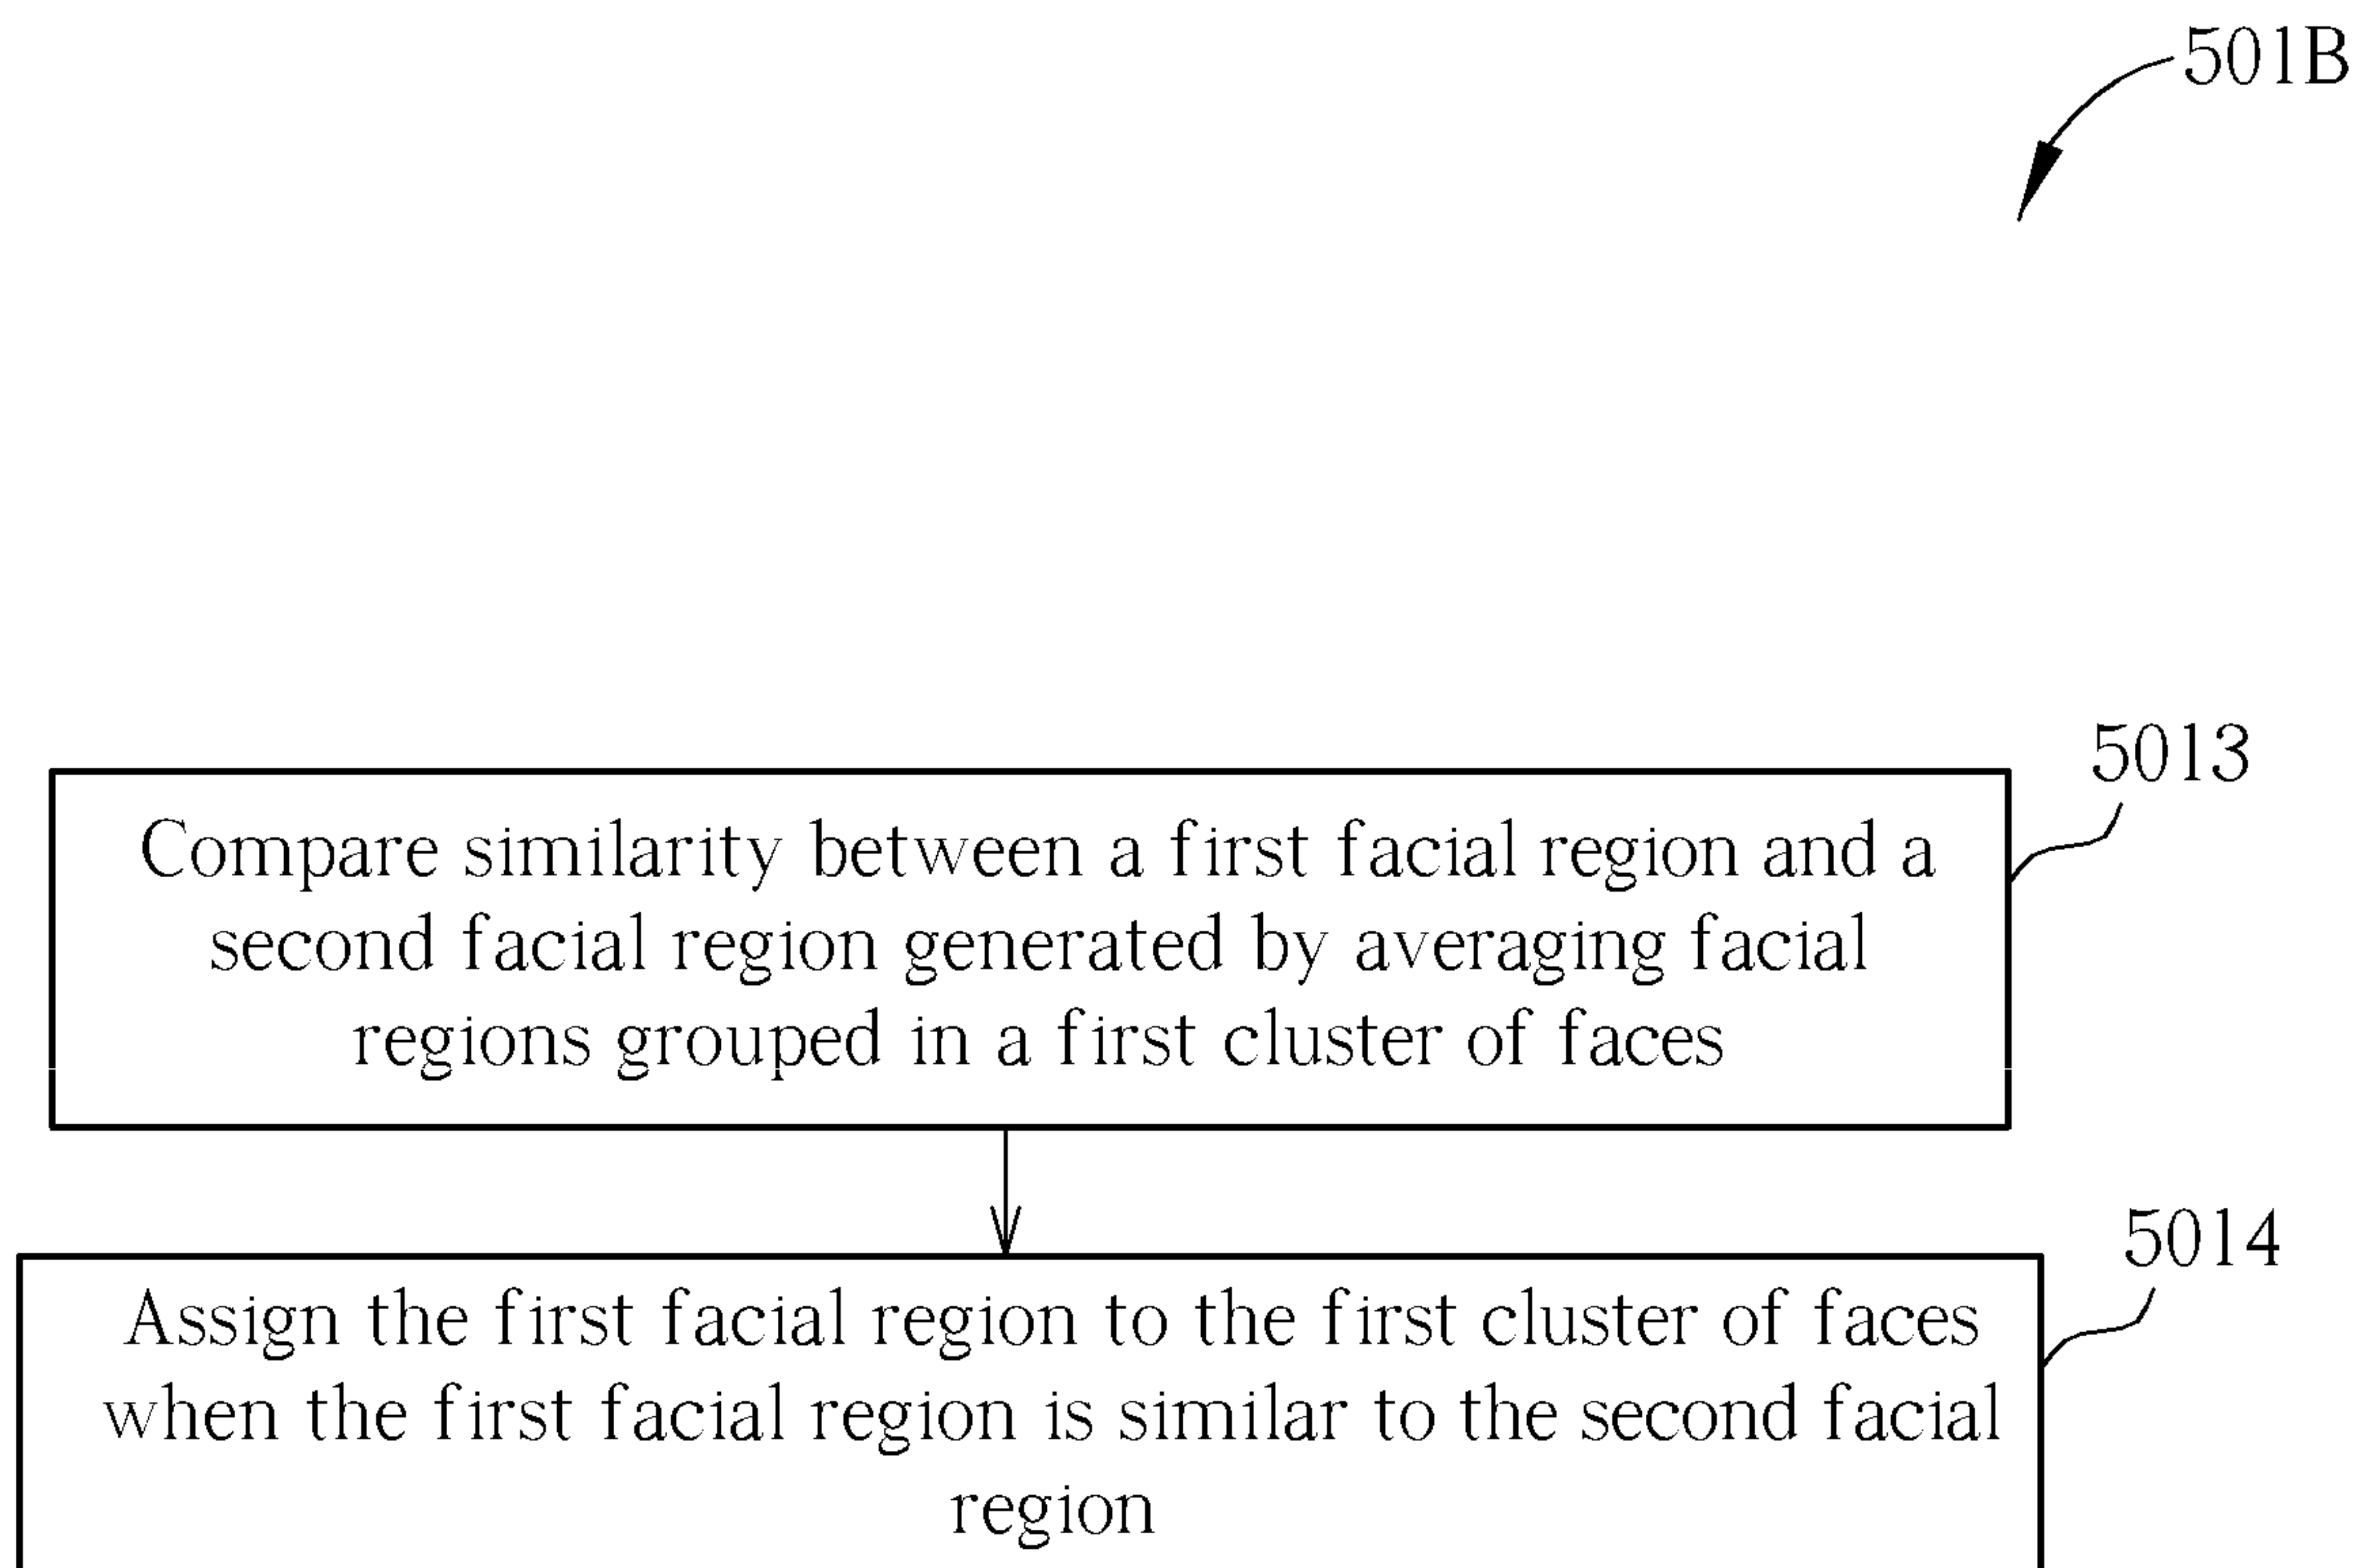 501B
5013
Compare similarity between a first facial region and a
second facial region generated by averaging facial
regions grouped in a first cluster of faces
5014
Assign the first facial region to the first cluster of faces
when the first facial region is similar to the second facial
region